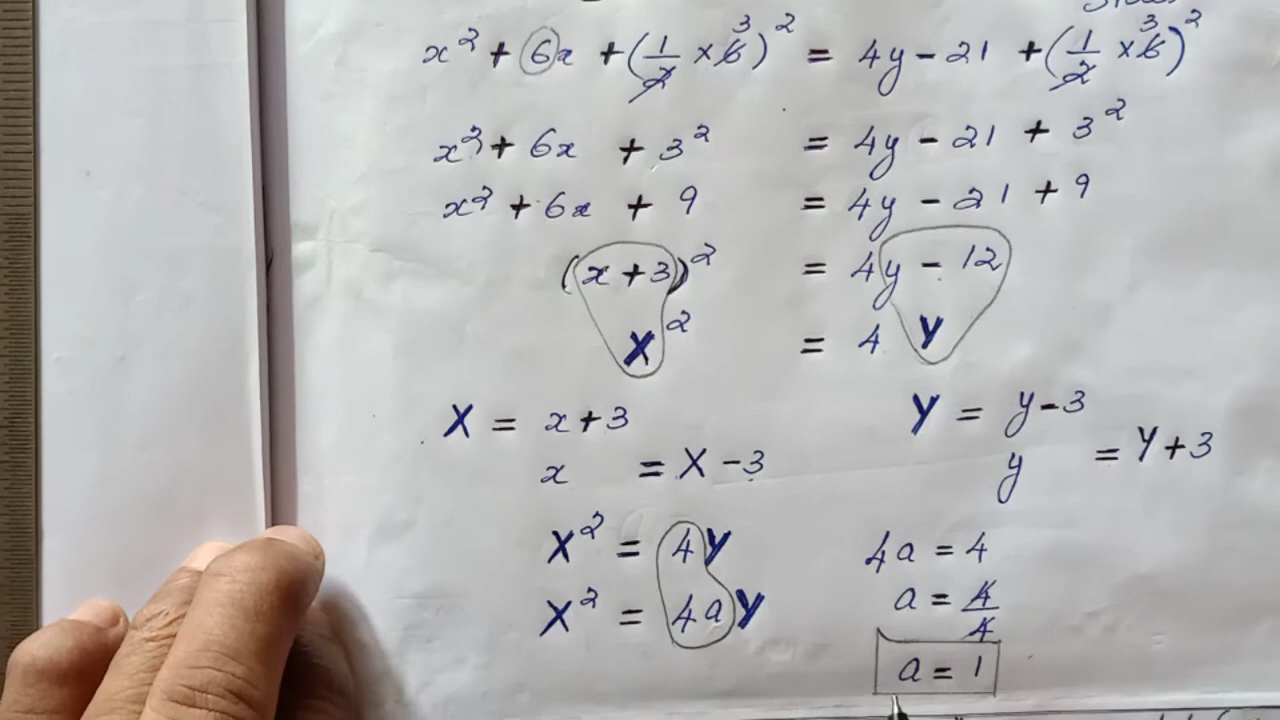 x² + 6x + (1/2 × 6 3)² = 4y - 21 + (1/2 × 6 3)²
x² + 6x + 3² = 4y - 21 + 3²
x² + 6x + 9 = 4y - 21 + 9
(x + 3)² = 4y - 12
X² = 4 Y
X = x + 3 Y = y - 3
x = X - 3 y = Y + 3
X² = 4Y 4a = 4
X² = 4aY a = 4/4
a = 1